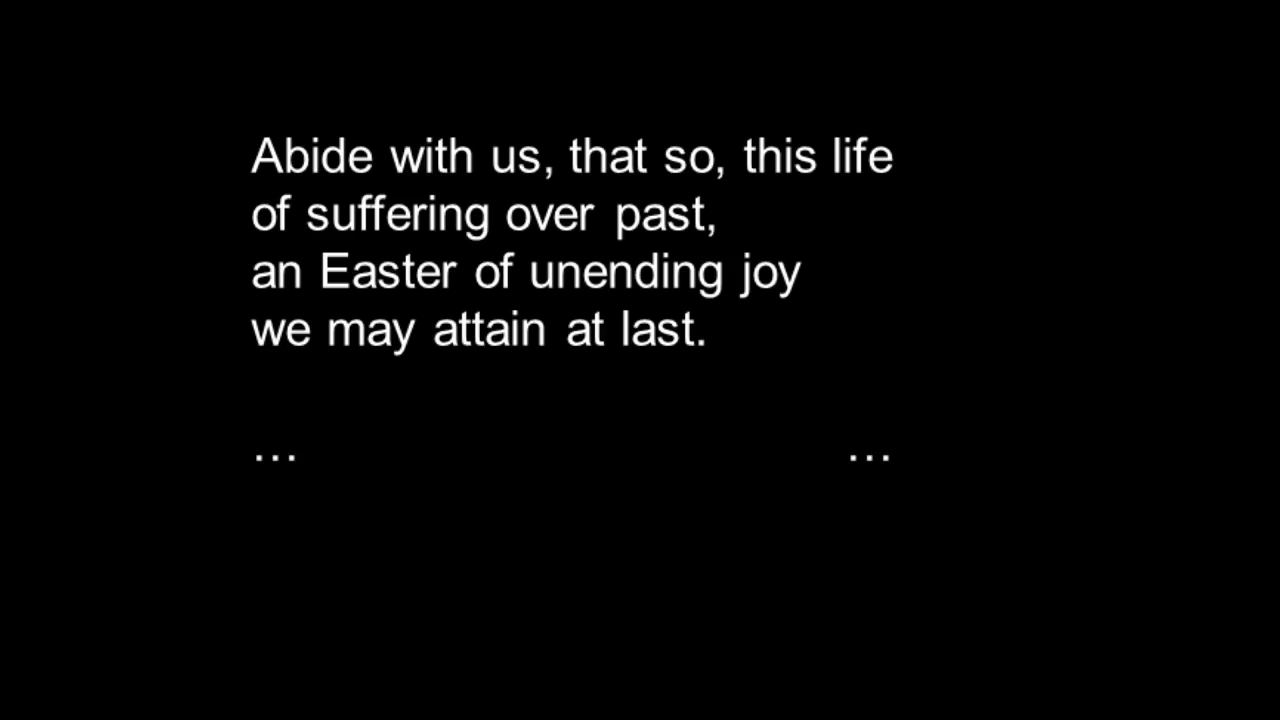 Abide with us, that so, this life
of suffering over past,
an Easter of unending joy
we may attain at last.
… …